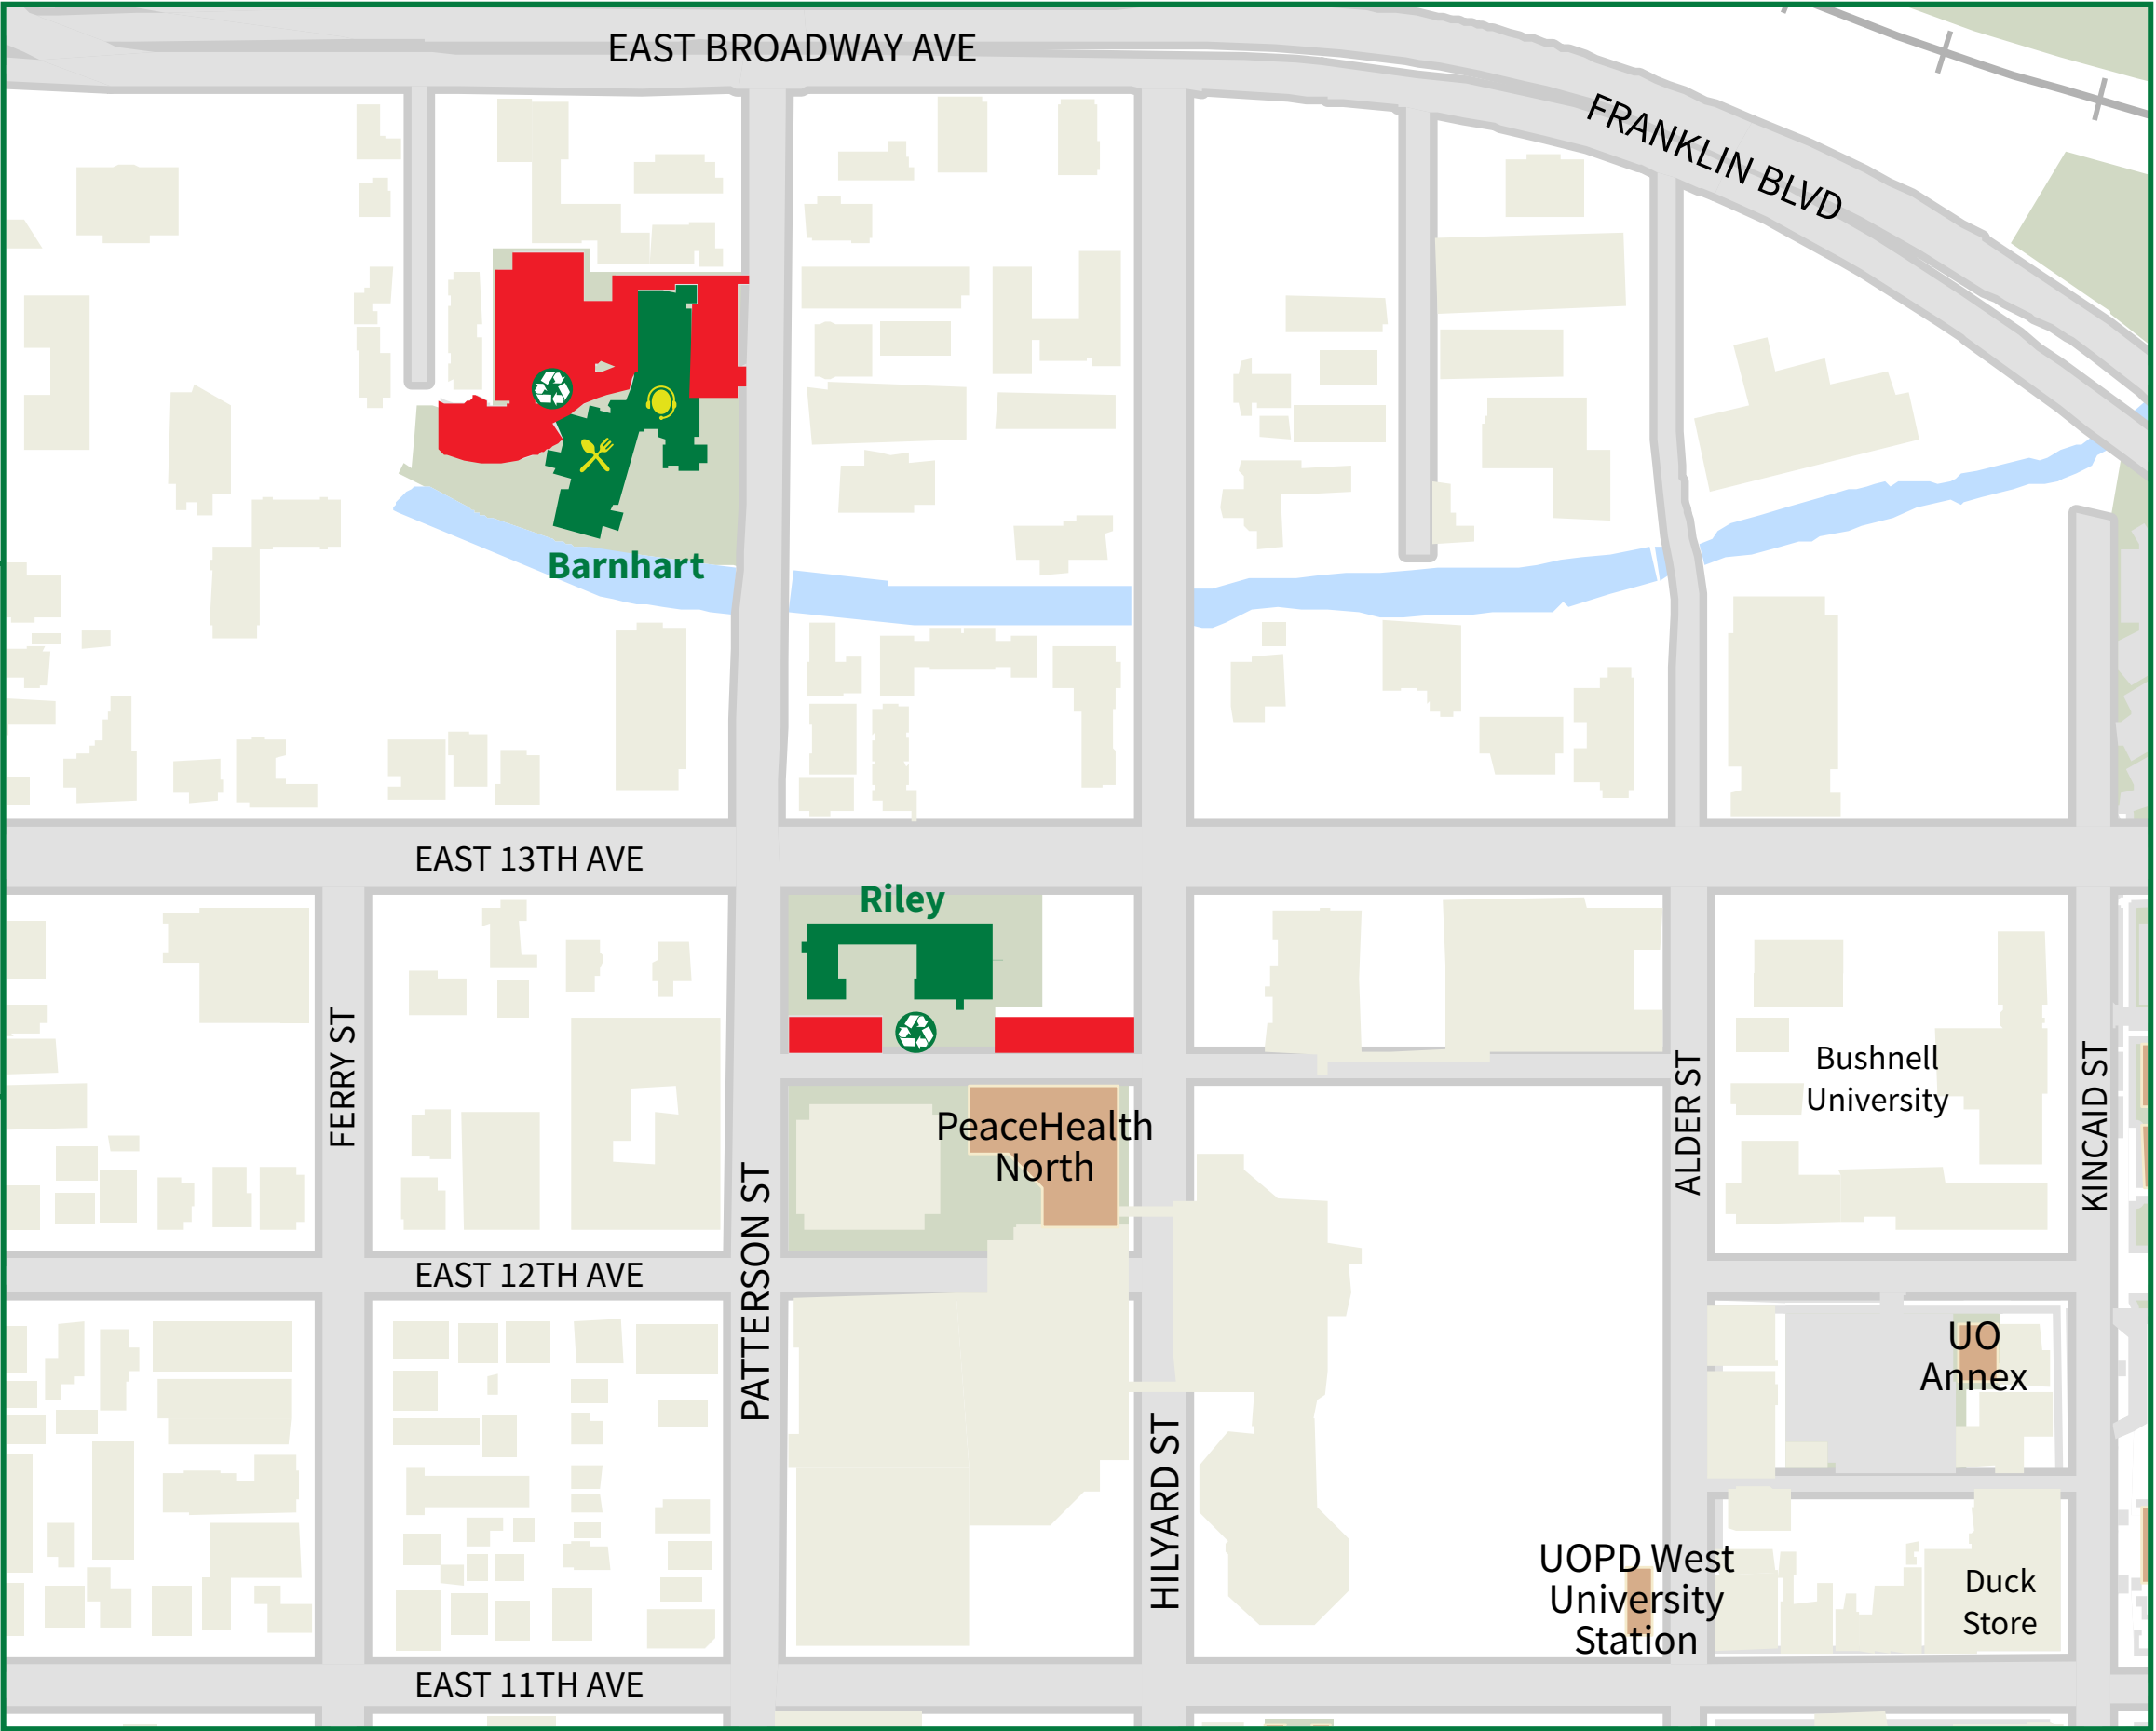 EAST BROADWAY AVE
FRANKLIN BLVD
Barnhart
EAST 13TH AVE
Riley
FERRY ST
Bushnell
University
KINCAID ST
ALDER ST
PeaceHealth
North
PATTERSON ST
EAST 12TH AVE
UO
Annex
HILYARD ST
UOPD West
University
Station
Duck
Store
EAST 11TH AVE